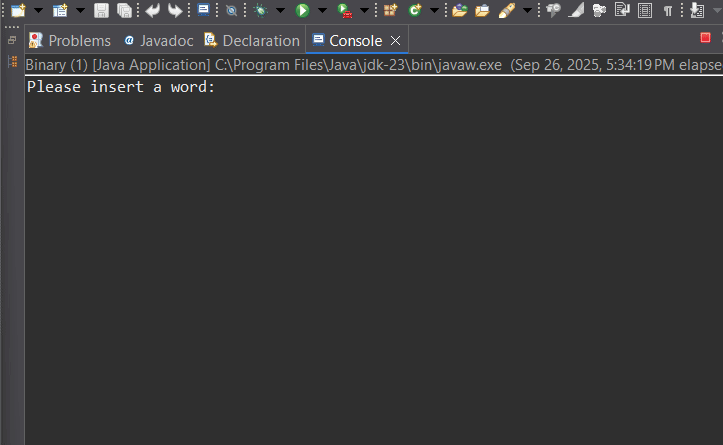 Problems @ Javadoc Declaration Console
Binary (1) [Java Application] C:\Program Files\Java\jdk-23\bin\javaw.exe (Sep 26, 2025, 5:34:19 PM elapse
Please insert a word: